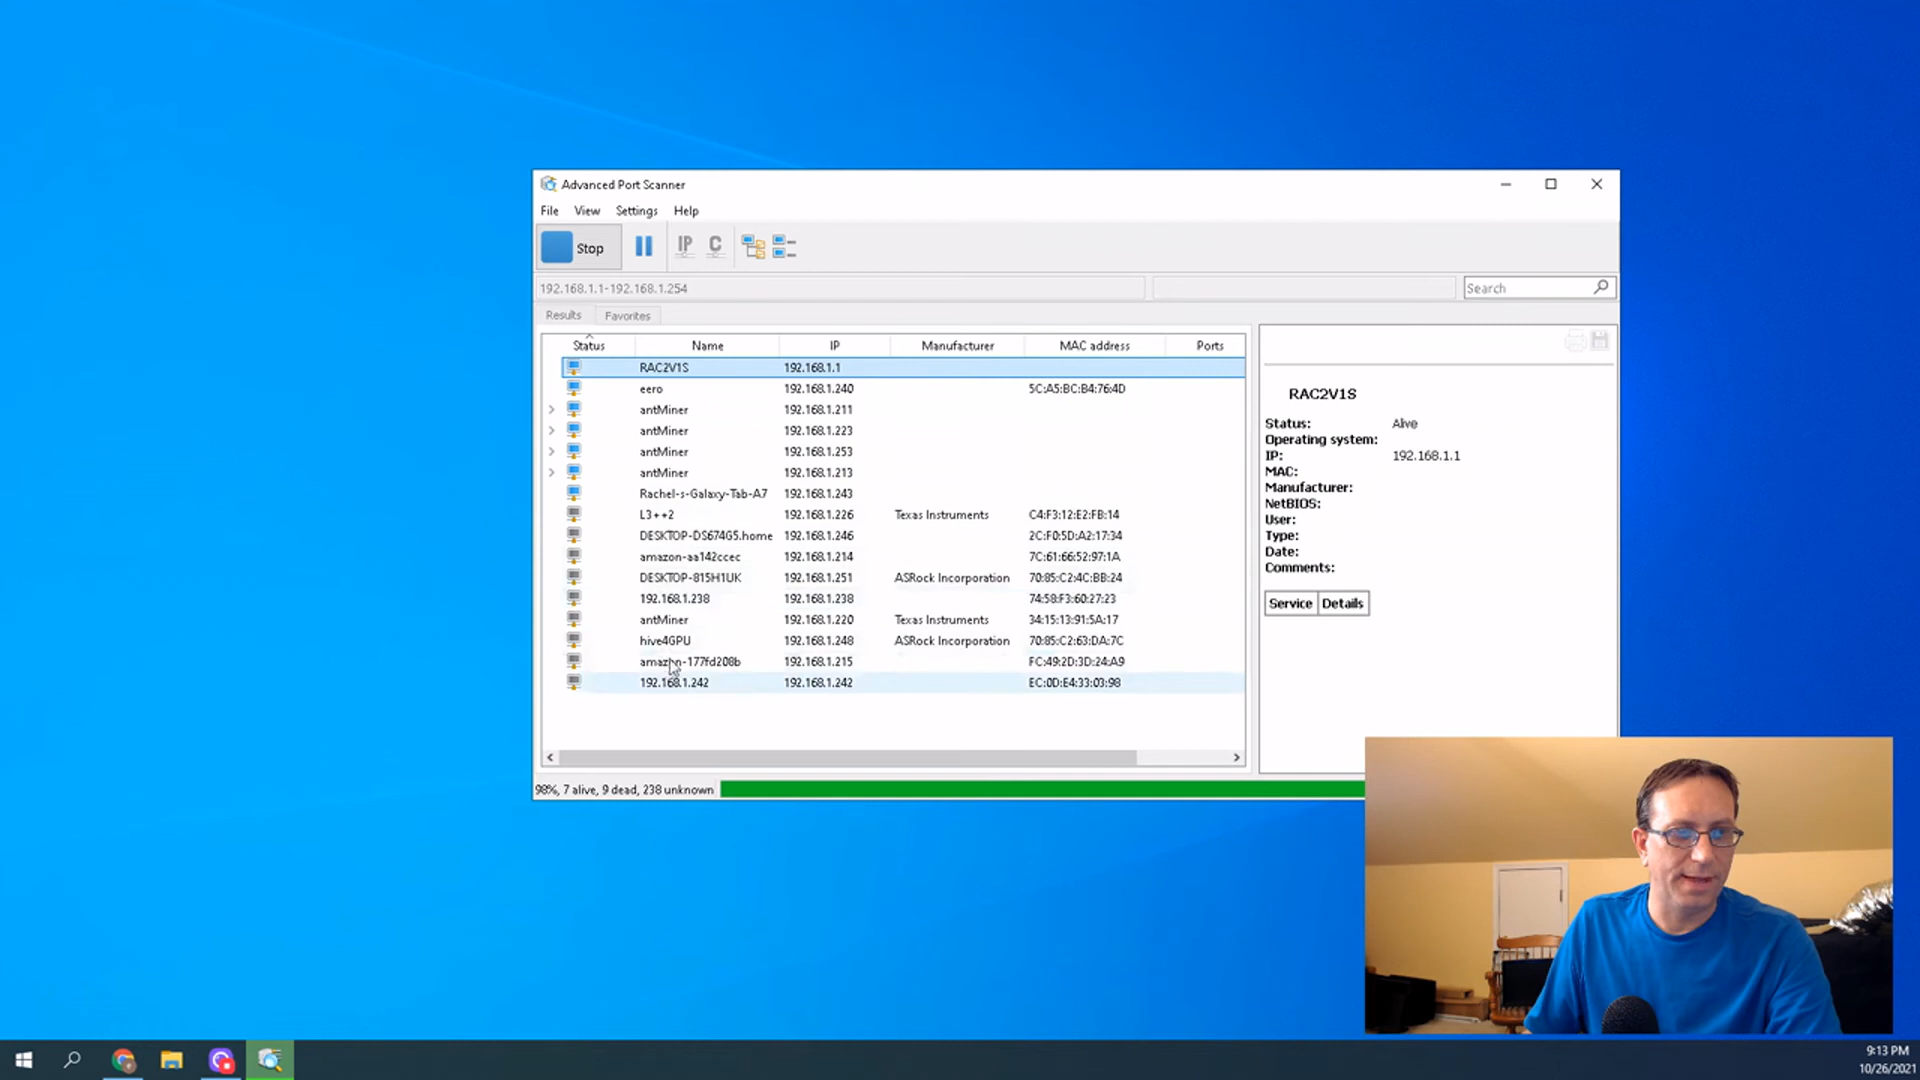 Advanced Port Scanner
File View Settings Help
Stop IP C
192.168.1.1-192.168.1.254 Search
Results Favorites
Status Name IP Manufacturer MAC address Ports
RAC2V1S 192.168.1.1
eero 192.168.1.240 5C:A5:BC:B4:76:4D
antMiner 192.168.1.211
antMiner 192.168.1.223
antMiner 192.168.1.253
antMiner 192.168.1.213
Rachel-s-Galaxy-Tab-A7 192.168.1.243
L3++2 192.168.1.226 Texas Instruments C4:F3:12:E2:FB:14
DESKTOP-DS674G5.home 192.168.1.246 2C:F0:5D:A2:17:34
amazon-aa142ccec 192.168.1.214 7C:61:66:52:97:1A
DESKTOP-815H1UK 192.168.1.251 ASRock Incorporation 70:85:C2:4C:BB:24
192.168.1.238 192.168.1.238 74:58:F3:60:27:23
antMiner 192.168.1.220 Texas Instruments 34:15:13:91:5A:17
hive4GPU 192.168.1.248 ASRock Incorporation 70:85:C2:63:DA:7C
amazon-177fd208b 192.168.1.215 FC:49:2D:3D:24:A9
192.168.1.242 192.168.1.242 EC:0D:E4:33:03:98
98%, 7 alive, 9 dead, 238 unknown
RAC2V1S
Status: Alive
Operating system:
IP: 192.168.1.1
MAC:
Manufacturer:
NetBIOS:
User:
Type:
Date:
Comments:
Service Details
9:13 PM
10/26/2021